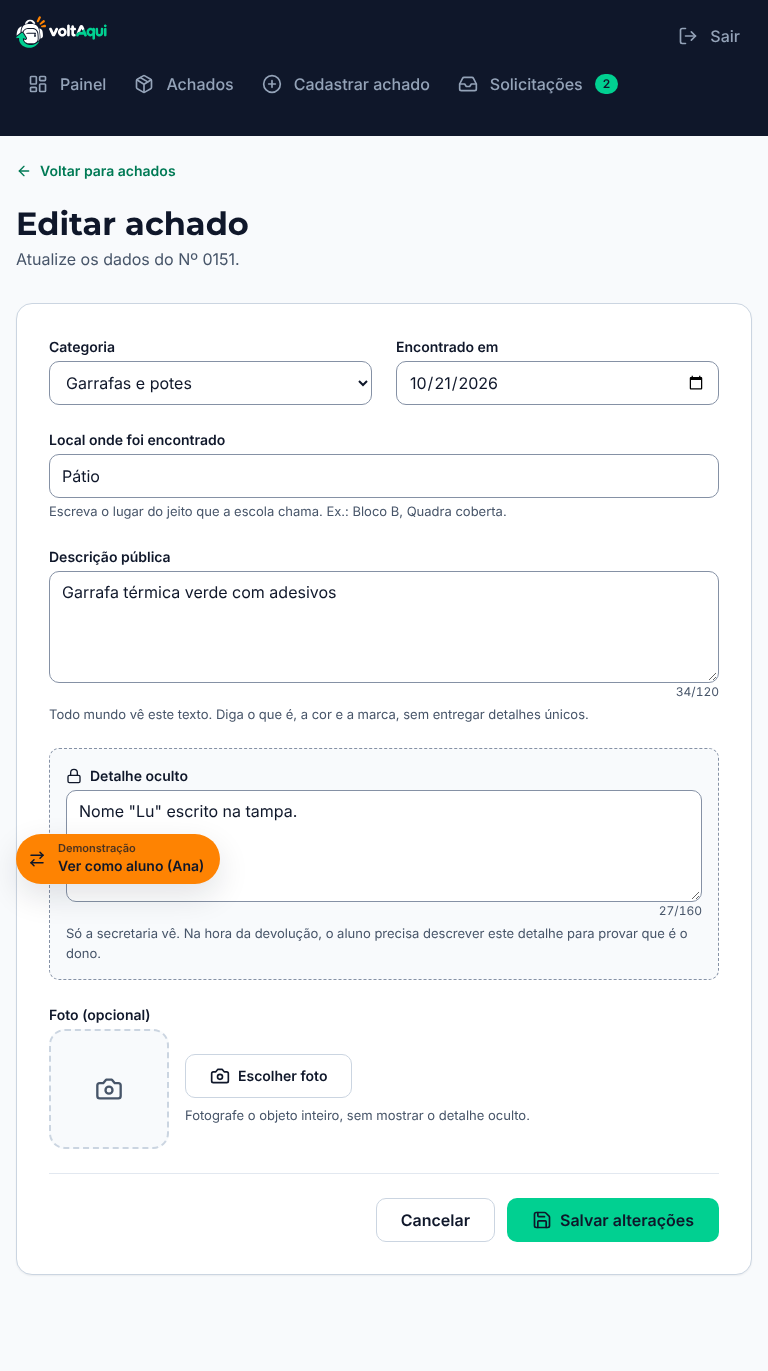 voltAqui
Sair
Painel
Achados
Cadastrar achado
Solicitações
2
Voltar para achados
Editar achado
Atualize os dados do Nº 0151.
Categoria
Encontrado em
Garrafas e potes
10/21/2026
Local onde foi encontrado
Pátio
Escreva o lugar do jeito que a escola chama. Ex.: Bloco B, Quadra coberta.
Descrição pública
Garrafa térmica verde com adesivos
34/120
Todo mundo vê este texto. Diga o que é, a cor e a marca, sem entregar detalhes únicos.
Detalhe oculto
Nome "Lu" escrito na tampa.
Demonstração
Ver como aluno (Ana)
27/160
Só a secretaria vê. Na hora da devolução, o aluno precisa descrever este detalhe para provar que é o
dono.
Foto (opcional)
Escolher foto
Fotografe o objeto inteiro, sem mostrar o detalhe oculto.
Cancelar
Salvar alterações